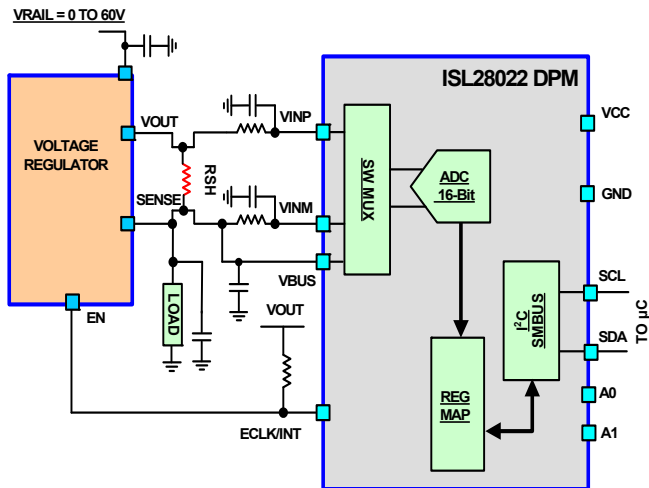 VRAIL = 0 TO 60V
ISL28022 DPM
VOUT
VINP
VCC
VOLTAGE
REGULATOR
RSH
SW MUX
ADC
16-Bit
GND
SENSE
VINM
VBUS
SCL
I²C
SMBUS
TO µC
EN
LOAD
VOUT
SDA
REG
MAP
A0
A1
ECLK/INT